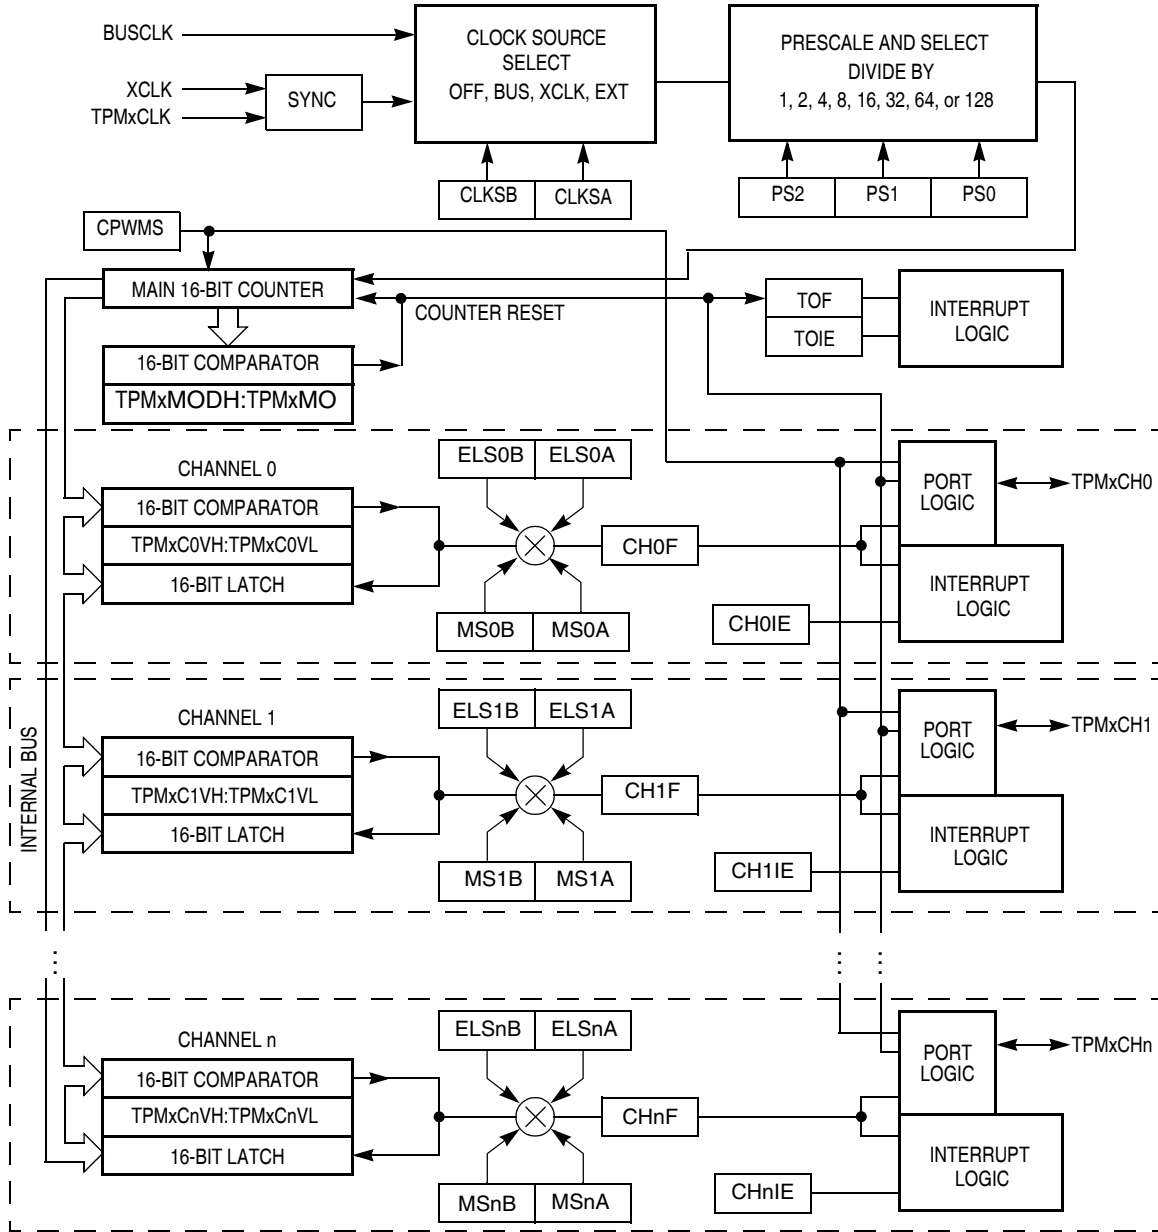 BUSCLK
XCLK
TPMxCLK
SYNC
CLOCK SOURCE
SELECT
OFF, BUS, XCLK, EXT
PRESCALE AND SELECT
DIVIDE BY
1, 2, 4, 8, 16, 32, 64, or 128
CLKSB
CLKSA
PS2
PS1
PS0
CPWMS
MAIN 16-BIT COUNTER
COUNTER RESET
TOF
TOIE
INTERRUPT
LOGIC
16-BIT COMPARATOR
TPMxMODH:TPMxMO
INTERNAL BUS
CHANNEL 0
ELS0B
ELS0A
16-BIT COMPARATOR
TPMxC0VH:TPMxC0VL
16-BIT LATCH
CH0F
MS0B
MS0A
CH0IE
PORT
LOGIC
TPMxCH0
INTERRUPT
LOGIC
CHANNEL 1
ELS1B
ELS1A
16-BIT COMPARATOR
TPMxC1VH:TPMxC1VL
16-BIT LATCH
CH1F
MS1B
MS1A
CH1IE
PORT
LOGIC
TPMxCH1
INTERRUPT
LOGIC
...
...
...
CHANNEL n
ELSnB
ELSnA
16-BIT COMPARATOR
TPMxCnVH:TPMxCnVL
16-BIT LATCH
CHnF
MSnB
MSnA
CHnIE
PORT
LOGIC
TPMxCHn
INTERRUPT
LOGIC